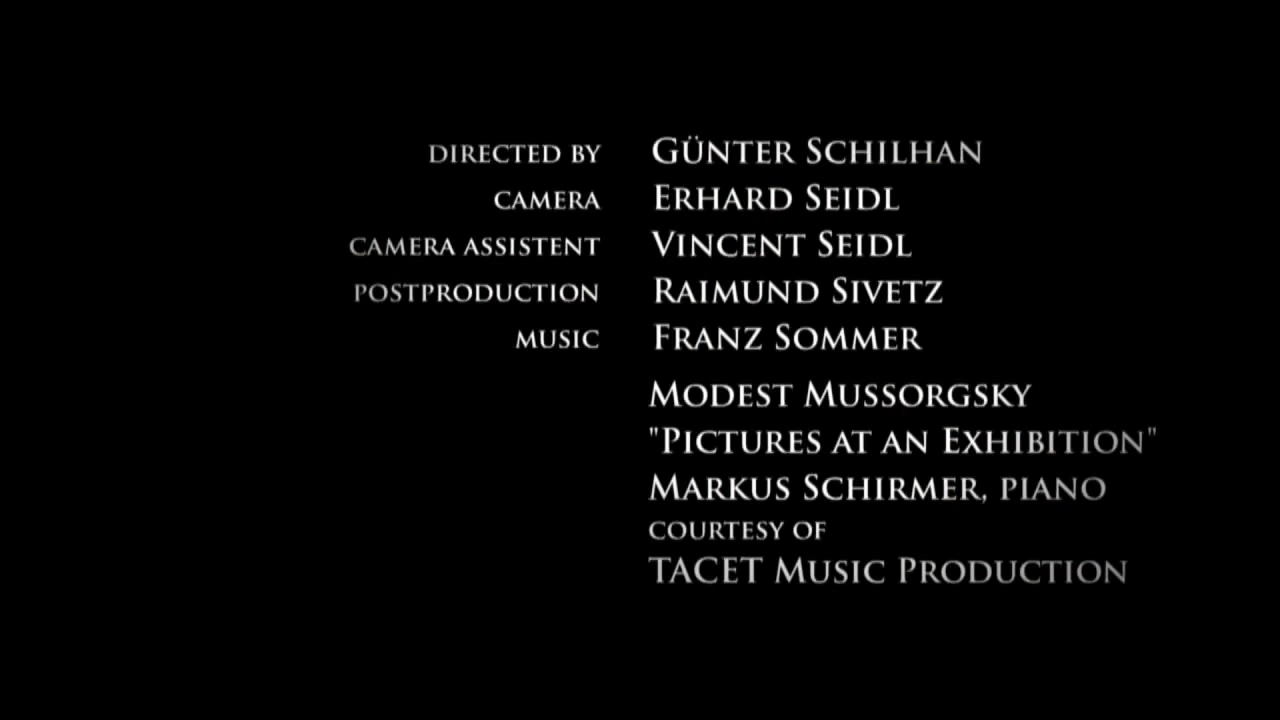 DIRECTED BY GÜNTER SCHILHAN
CAMERA ERHARD SEIDL
CAMERA ASSISTENT VINCENT SEIDL
POSTPRODUCTION RAIMUND SIVETZ
MUSIC FRANZ SOMMER
MODEST MUSSORGSKY
"PICTURES AT AN EXHIBITION"
MARKUS SCHIRMER, PIANO
COURTESY OF
TACET MUSIC PRODUCTION